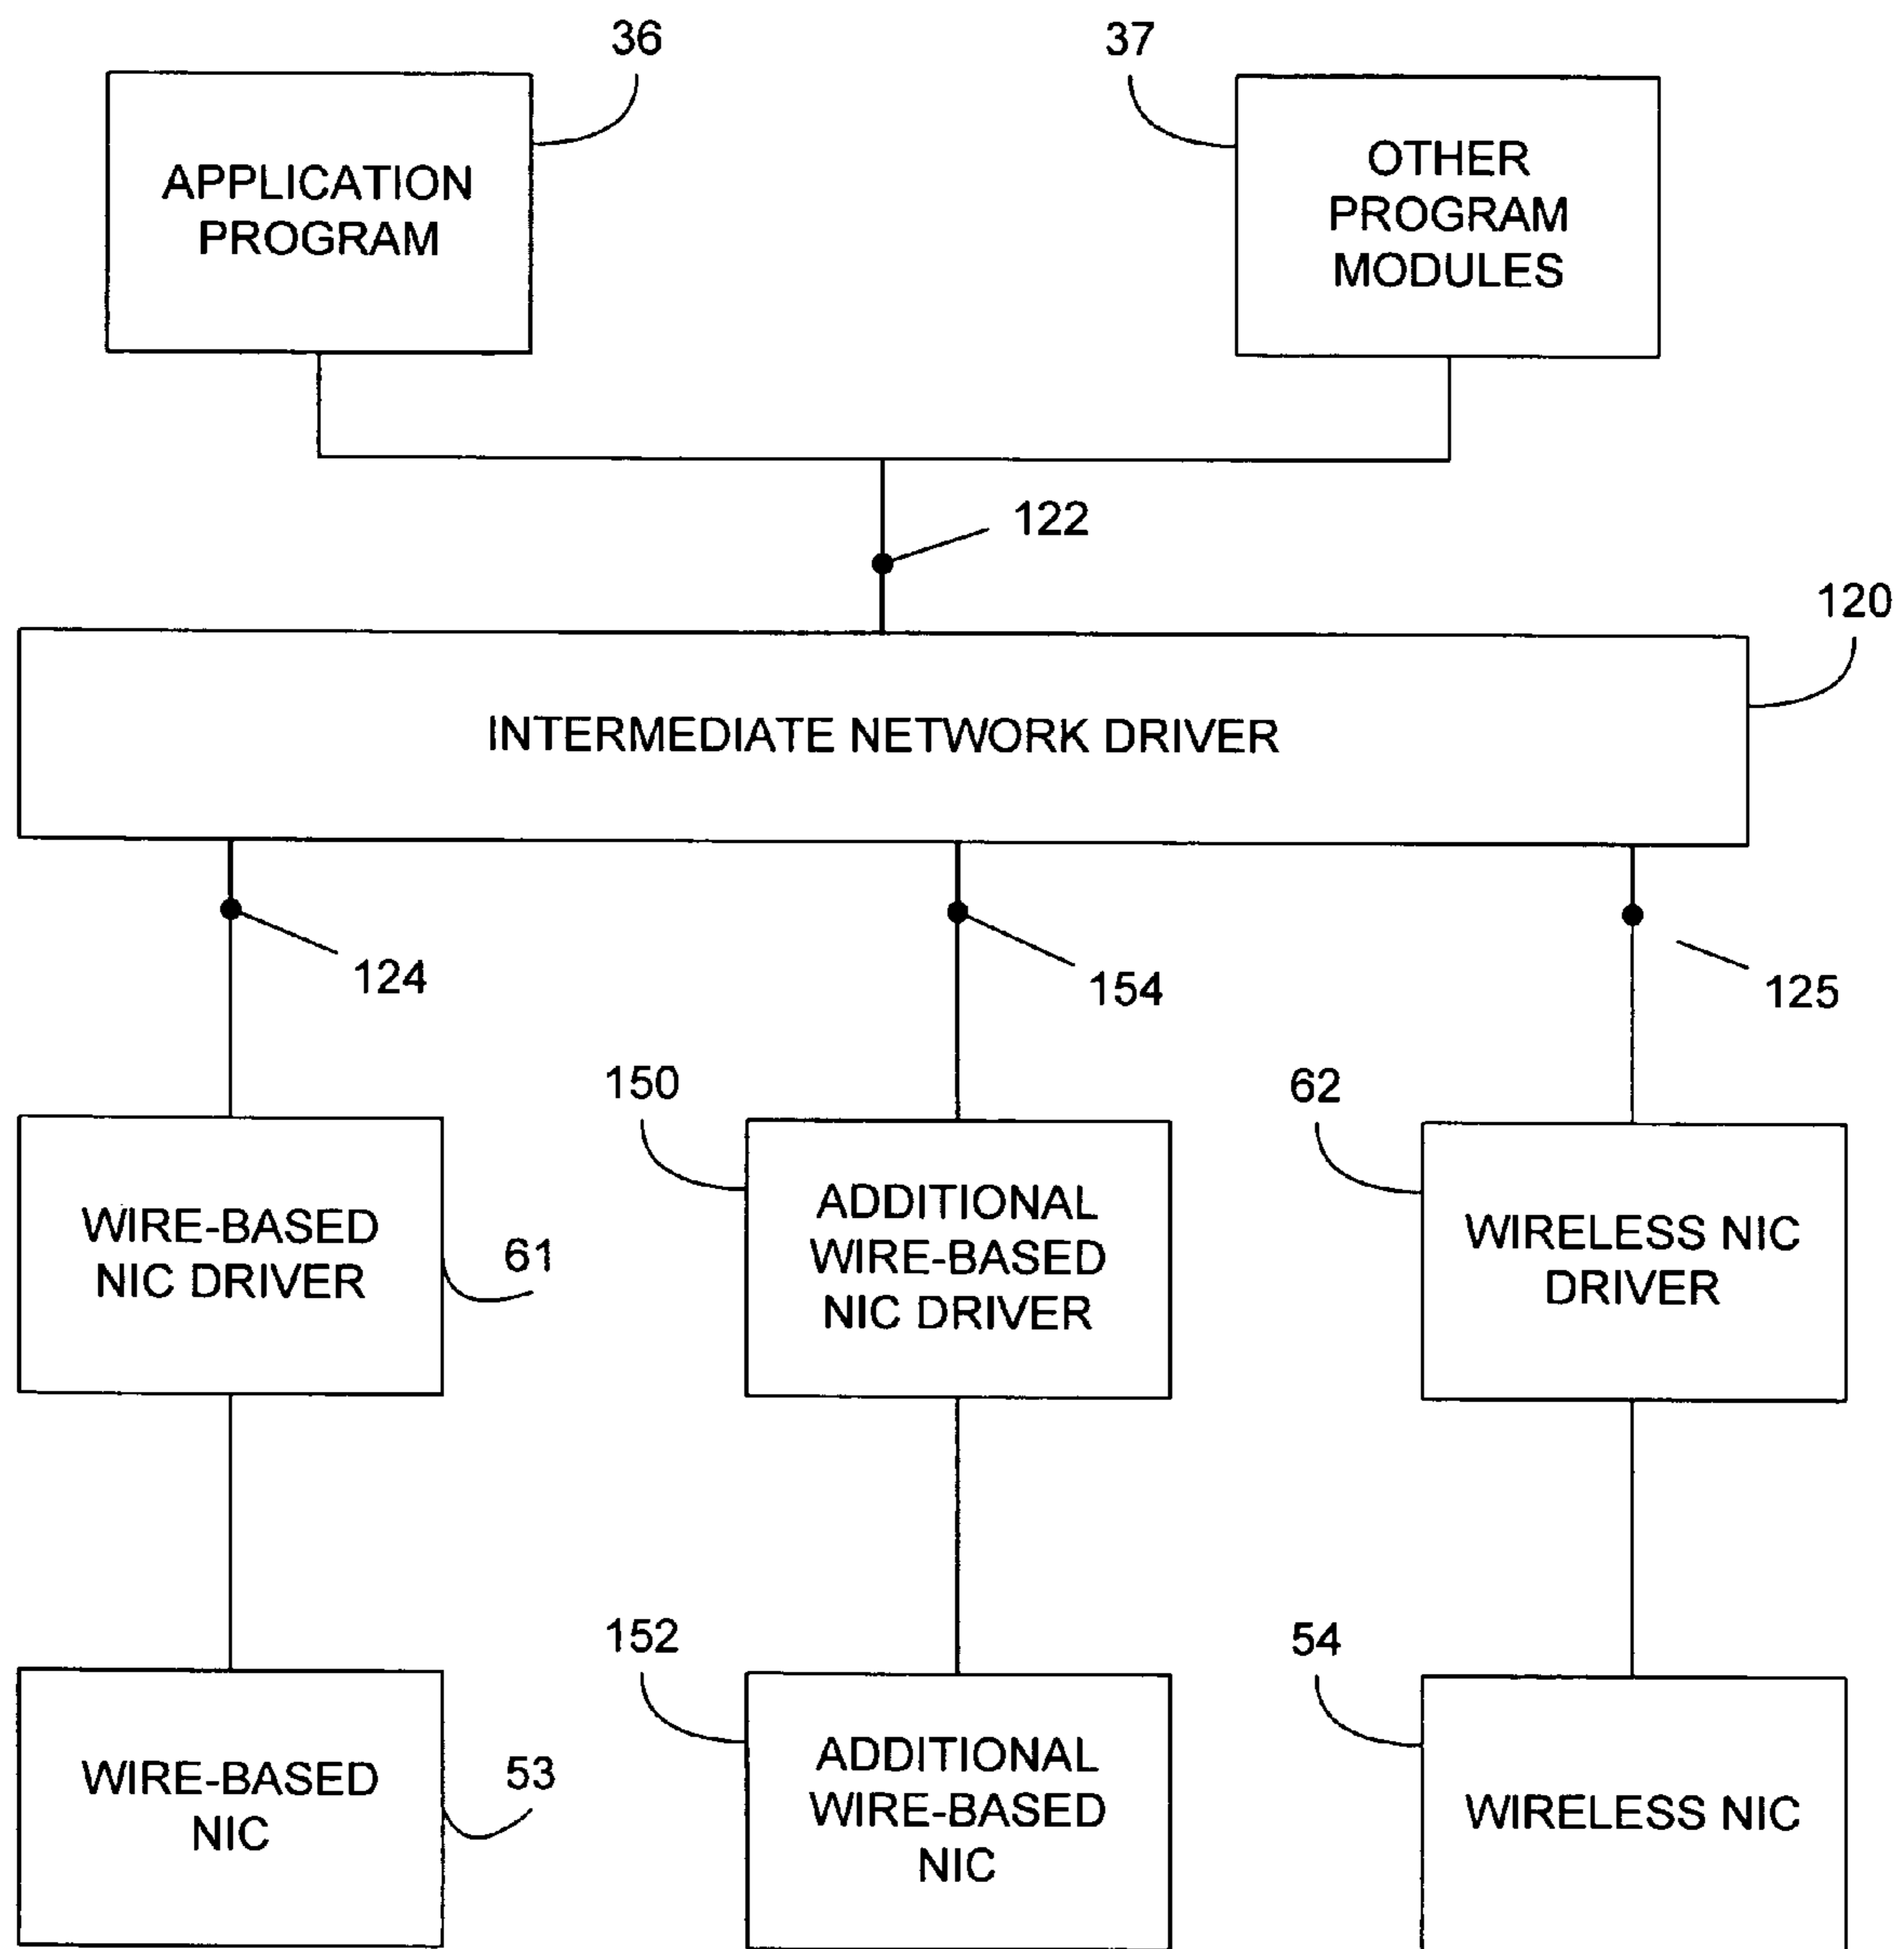 36
37
APPLICATION
PROGRAM
OTHER
PROGRAM
MODULES
122
120
INTERMEDIATE NETWORK DRIVER
124
154
125
150
62
WIRE-BASED
NIC DRIVER
61
ADDITIONAL
WIRE-BASED
NIC DRIVER
WIRELESS NIC
DRIVER
152
54
WIRE-BASED
NIC
53
ADDITIONAL
WIRE-BASED
NIC
WIRELESS NIC